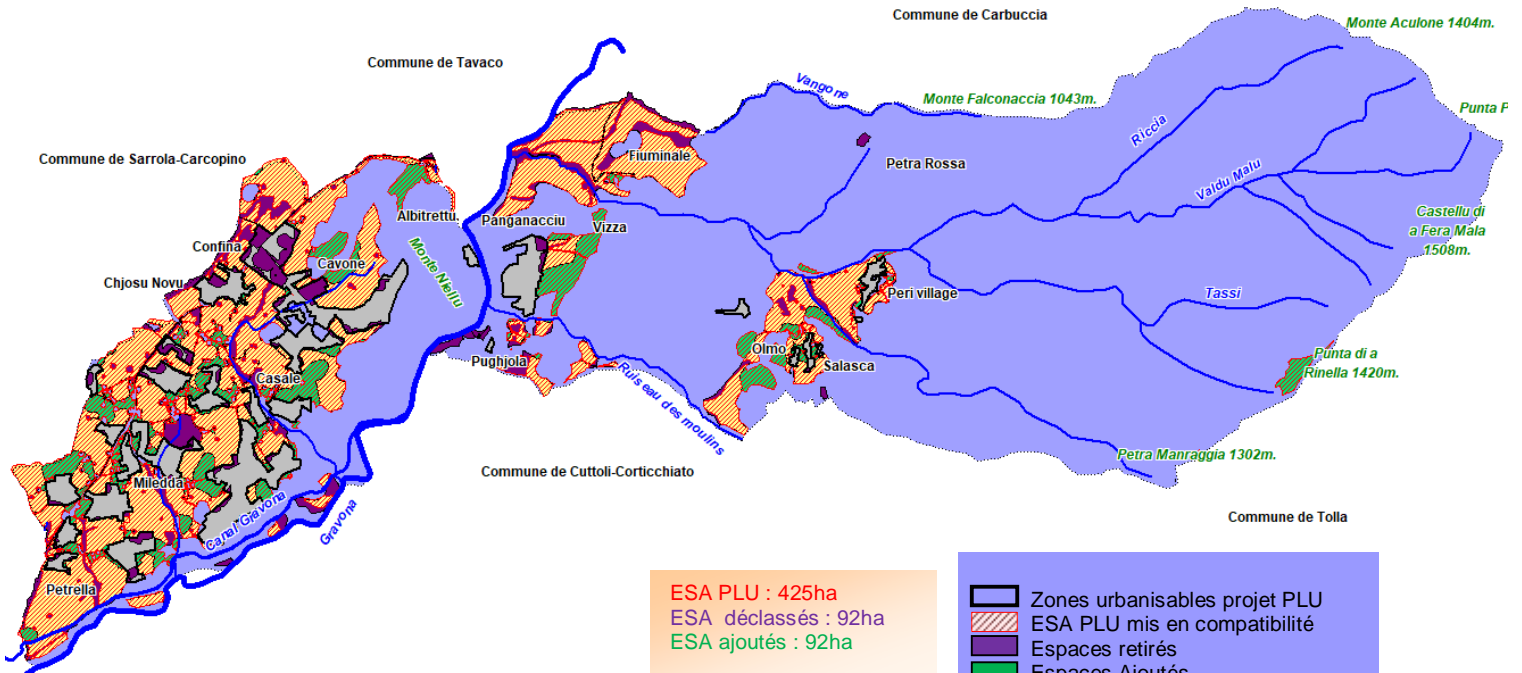 Commune de Carbuccia
Monte Aculone 1404m.
Commune de Tavaco
Vangone
Monte Falconaccia 1043m.
Punta P
Riccia
Commune de Sarrola-Carcopino
Fiuminale
Petra Rossa
Valdu Malu
Albitrettu.
Panganacciu
Vizza
Castellu di
a Fera Mala
1508m.
Confina
Cavone
Monte Niellu
Chjosu Novu
Peri village
Tassi
Olmo
Pughjola
Salasca
Punta di a
Rinella 1420m.
Casale
Ruiseau des moulins
Petra Manraggia 1302m.
Commune de Cuttoli-Corticchiato
Miledda
Canal Gravona
Gravona
Commune de Tolla
Petrella
ESA PLU : 425ha
ESA déclassés : 92ha
ESA ajoutés : 92ha
Zones urbanisables projet PLU
ESA PLU mis en compatibilité
Espaces retirés
Espaces Ajoutés